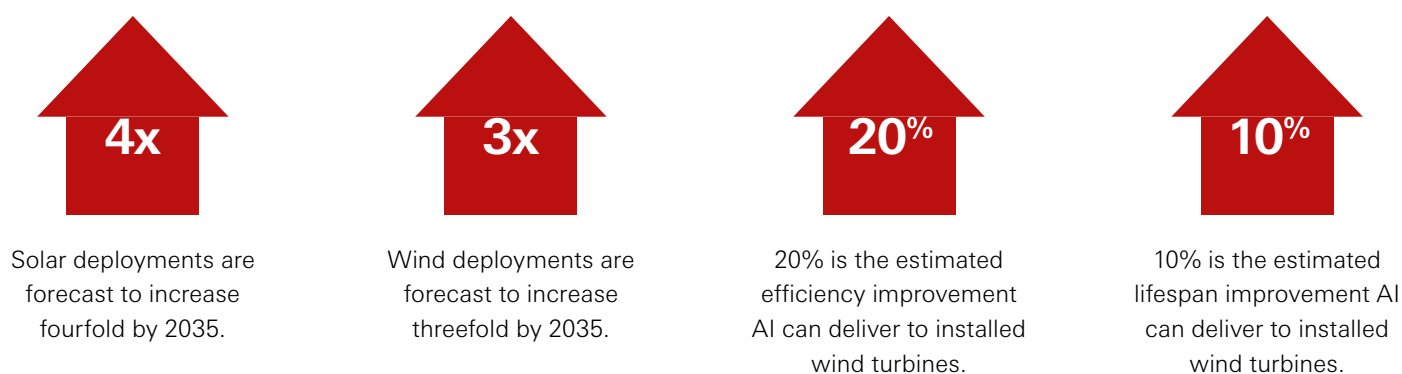 4x
Solar deployments are
forecast to increase
fourfold by 2035.
3x
Wind deployments are
forecast to increase
threefold by 2035.
20%
20% is the estimated
efficiency improvement
AI can deliver to installed
wind turbines.
10%
10% is the estimated
lifespan improvement AI
can deliver to installed
wind turbines.